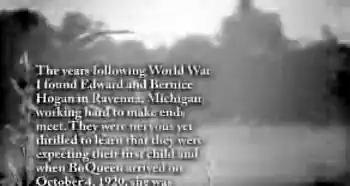 The years following World War
I found Edward and Bernice
Hogan in Ravenna, Michigan
working hard to make ends
meet. They were nervous yet
thrilled to learn that they were
expecting their first child and
when BoQueen arrived on
October 4, 1920, she was